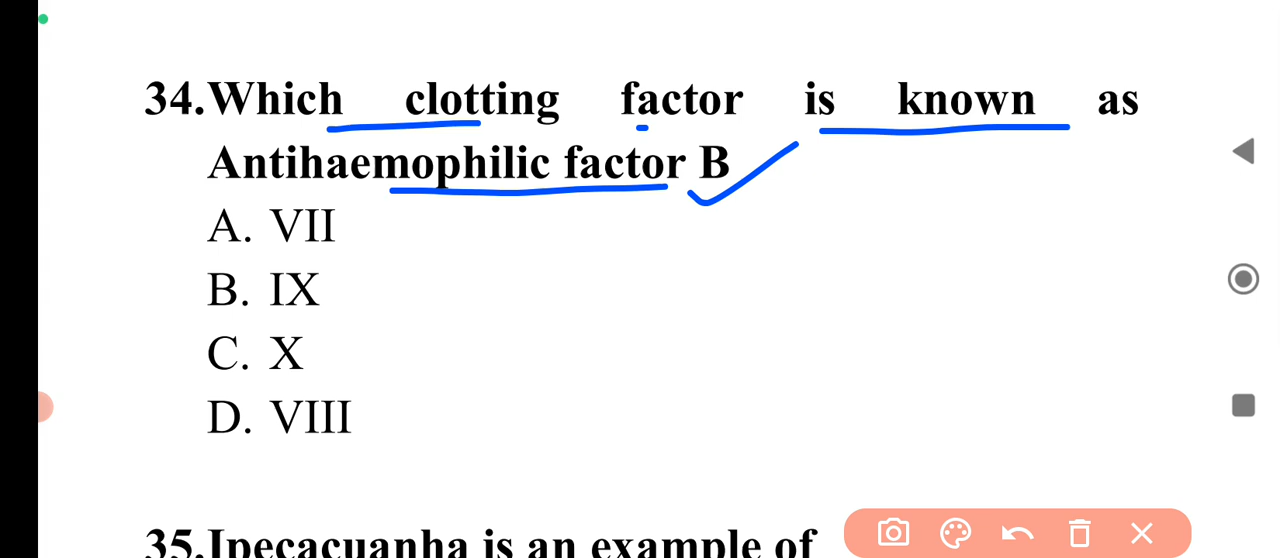 34.Which clotting factor is known as
Antihaemophilic factor B
A. VII
B. IX
C. X
D. VIII
35.Ipecacuanha is an example of